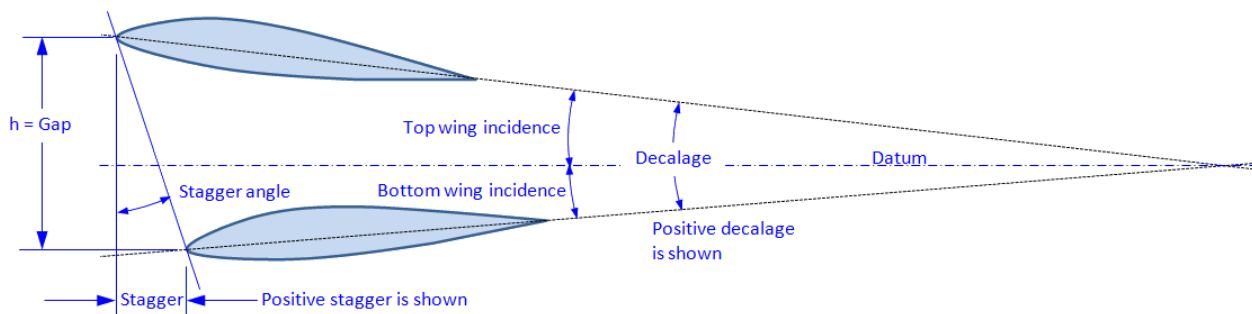 h = Gap
Top wing incidence
Decalage
Datum
Stagger angle
Bottom wing incidence
Positive decalage
is shown
Stagger
Positive stagger is shown